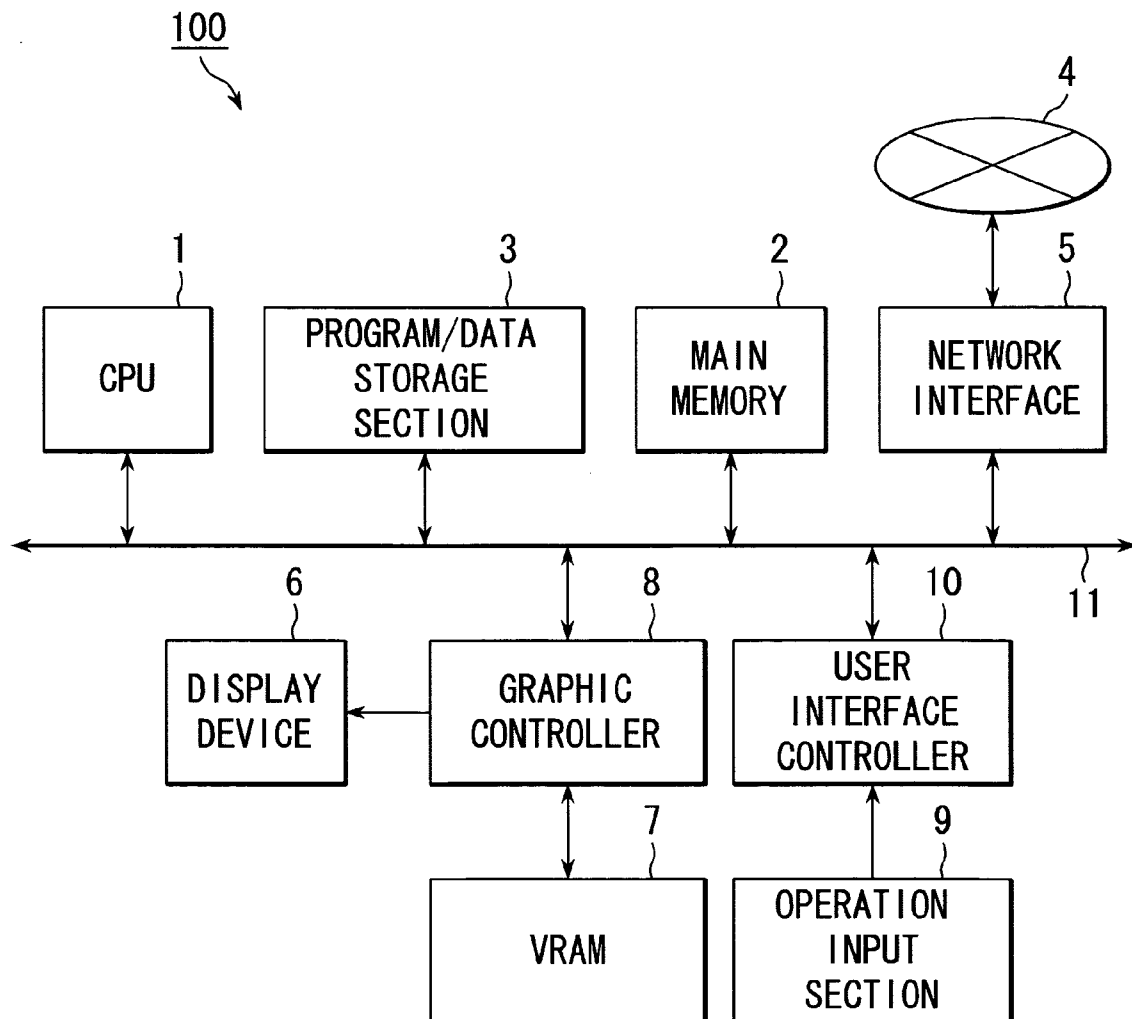 100
4
1
3
2
5
CPU
PROGRAM/DATA
STORAGE
SECTION
MAIN
MEMORY
NETWORK
INTERFACE
11
6
8
10
DISPLAY
DEVICE
GRAPHIC
CONTROLLER
USER
INTERFACE
CONTROLLER
7
9
VRAM
OPERATION
INPUT
SECTION